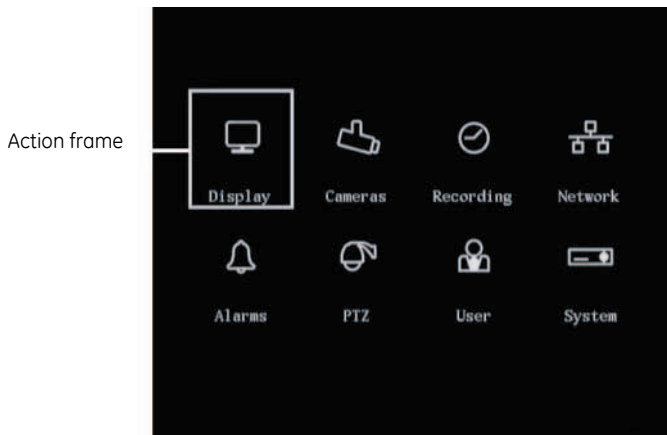 Action frame
Display Cameras Recording Network
Alarms PTZ User System